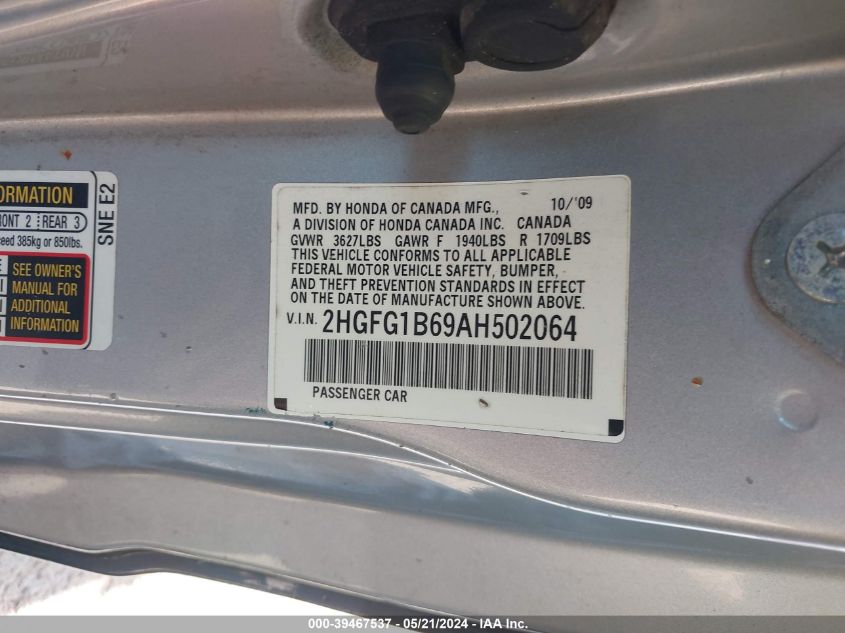 ORMATION
RONT 2 REAR 3
ceed 385kg or 850lbs.
SEE OWNER'S
MANUAL FOR
ADDITIONAL
INFORMATION
SNE E2
MFD. BY HONDA OF CANADA MFG., 10/'09
A DIVISION OF HONDA CANADA INC. CANADA
GVWR 3627LBS GAWR F 1940LBS R 1709LBS
THIS VEHICLE CONFORMS TO ALL APPLICABLE
FEDERAL MOTOR VEHICLE SAFETY, BUMPER,
AND THEFT PREVENTION STANDARDS IN EFFECT
ON THE DATE OF MANUFACTURE SHOWN ABOVE.
V.I.N. 2HGFG1B69AH502064
PASSENGER CAR
© COPYRIGHT - 39467537 - 05/21/2024 - IAA, INC.